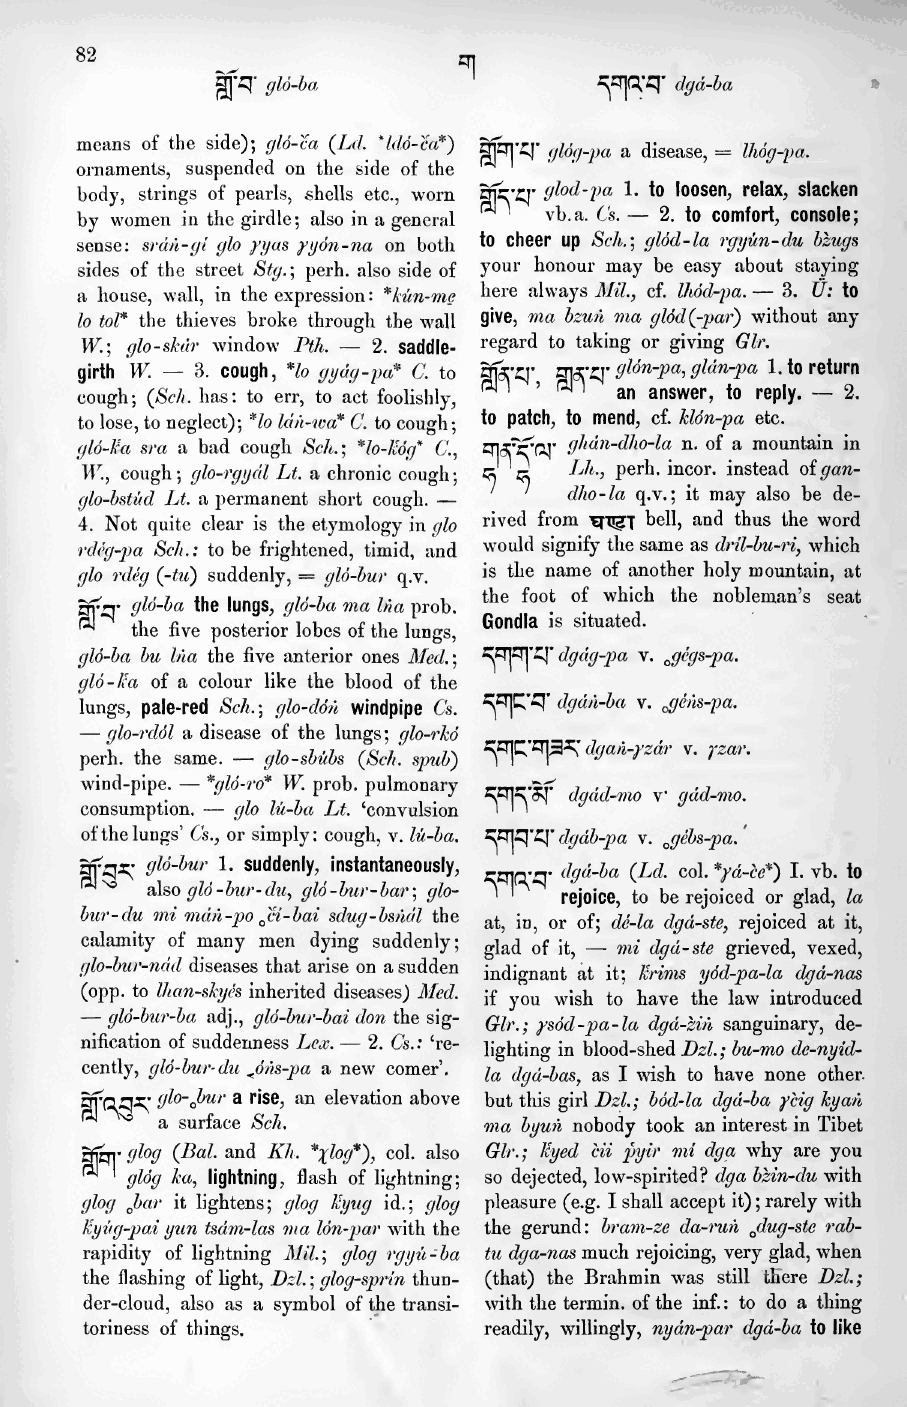 82
ག
གློ་བ་ gló-ba
དགའ་བ་ dgá-ba
means of the side); gló-c̆a (Ld. *ldó-c̆a*)
ornaments, suspended on the side of the
body, strings of pearls, shells etc., worn
by women in the girdle; also in a general
sense: sráṅ-gi glo γyas γyón-na on both
sides of the street Stg.; perh. also side of
a house, wall, in the expression: *kún-mę
lo tol* the thieves broke through the wall
W.; glo-skár window Pth. — 2. saddle-
girth W. — 3. cough, *lo gyág-pa* C. to
cough; (Sch. has: to err, to act foolishly,
to lose, to neglect); *lo láṅ-wa* C. to cough;
gló-k̔a sra a bad cough Sch.; *lo-k̔óg* C.,
W., cough; glo-rgyál Lt. a chronic cough;
glo-bstúd Lt. a permanent short cough. —
4. Not quite clear is the etymology in glo
rdég-pa Sch.: to be frightened, timid, and
glo rdég (-tu) suddenly, = gló-bur q.v.
གློ་བ་ gló-ba the lungs, gló-ba ma lṅa prob.
the five posterior lobes of the lungs,
gló-ba bu lṅa the five anterior ones Med.;
gló-k̔a of a colour like the blood of the
lungs, pale-red Sch.; glo-dóṅ windpipe Cs.
— glo-rdól a disease of the lungs; glo-rkó
perh. the same. — glo-sbúbs (Sch. spub)
wind-pipe. — *gló-ro* W. prob. pulmonary
consumption. — glo lú-ba Lt. ‘convulsion
of the lungs’ Cs., or simply: cough, v. lú-ba.
གློ་བུར་ gló-bur 1. suddenly, instantaneously,
also gló-bur-du, gló-bur-bar; glo-
bur-du mi máṅ-po ₒc̔í-bai sdug-bsṅál the
calamity of many men dying suddenly;
glo-bur-nád diseases that arise on a sudden
(opp. to lhan-skyés inherited diseases) Med.
— gló-bur-ba adj., gló-bur-bai don the sig-
nification of suddenness Lex. — 2. Cs.: ‘re-
cently, gló-bur-du ₒóṅs-pa a new comer’.
གློ་འབུར་ glo-ₒbur a rise, an elevation above
a surface Sch.
གློག་ glog (Bal. and Kh. *χlog*), col. also
glóg ka, lightning, flash of lightning;
glog ₒbar it lightens; glog k̔yug id.; glog
k̔yúg-pai yun tsám-las ma lón-par with the
rapidity of lightning Mil.; glog rgyú-ba
the flashing of light, Dzl.; glog-sprin thun-
der-cloud, also as a symbol of the transi-
toriness of things.
གློག་པ་ glóg-pa a disease, = lhóg-pa.
གློད་པ་ glod-pa 1. to loosen, relax, slacken
vb. a. Cs. — 2. to comfort, console;
to cheer up Sch.; glód-la rgyún-du bz̀ugs
your honour may be easy about staying
here always Mil., cf. lhód-pa. — 3. Ü: to
give, ma bzuṅ ma glód(-par) without any
regard to taking or giving Glr.
གློན་པ་, གླན་པ་ glón-pa, glán-pa 1. to return
an answer, to reply. — 2.
to patch, to mend, cf. klón-pa etc.
གཱནྡྷོ་ལ་ ghán-dho-la n. of a mountain in
Lh., perh. incor. instead of gan-
dho-la q.v.; it may also be de-
rived from घण्टा bell, and thus the word
would signify the same as dríl-bu-ri, which
is the name of another holy mountain, at
the foot of which the nobleman’s seat
Gondla is situated.
དགག་པ་ dgág-pa v. ₒgégs-pa.
དགང་བ་ dgáṅ-ba v. ₒgéṅs-pa.
དགང་གཟར་ dgaṅ-γzár v. γzar.
དགད་མོ་ dgád-mo v· gád-mo.
དགབ་པ་ dgáb-pa v. ₒgébs-pa.
དགའ་བ་ dgá-ba (Ld. col. *γá-c̀e*) I. vb. to
rejoice, to be rejoiced or glad, la
at, in, or of; dé-la dgá-ste, rejoiced at it,
glad of it, — mi dgá-ste grieved, vexed,
indignant at it; k̔rims yód-pa-la dgá-nas
if you wish to have the law introduced
Glr.; γsód-pa-la dgá-z̀iṅ sanguinary, de-
lighting in blood-shed Dzl.; bu-mo de-nyid-
la dgá-bas, as I wish to have none other
but this girl Dzl.; bód-la dgá-ba γc̀ig kyaṅ
ma byuṅ nobody took an interest in Tibet
Glr.; k̔yed c̀ii p̔yir mi dga why are you
so dejected, low-spirited? dga bz̀in-du with
pleasure (e.g. I shall accept it); rarely with
the gerund: bram-ze da-ruṅ ₒdug-ste rab-
tu dga-nas much rejoicing, very glad, when
(that) the Brahmin was still there Dzl.;
with the termin. of the inf.: to do a thing
readily, willingly, nyán-par dgá-ba to like